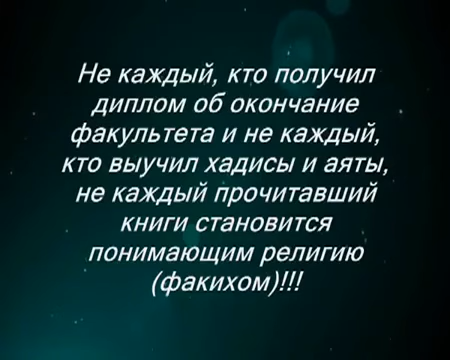 Не каждый, кто получил
диплом об окончание
факультета и не каждый,
кто выучил хадисы и аяты,
не каждый прочитавший
книги становится
понимающим религию
(факихом)!!!